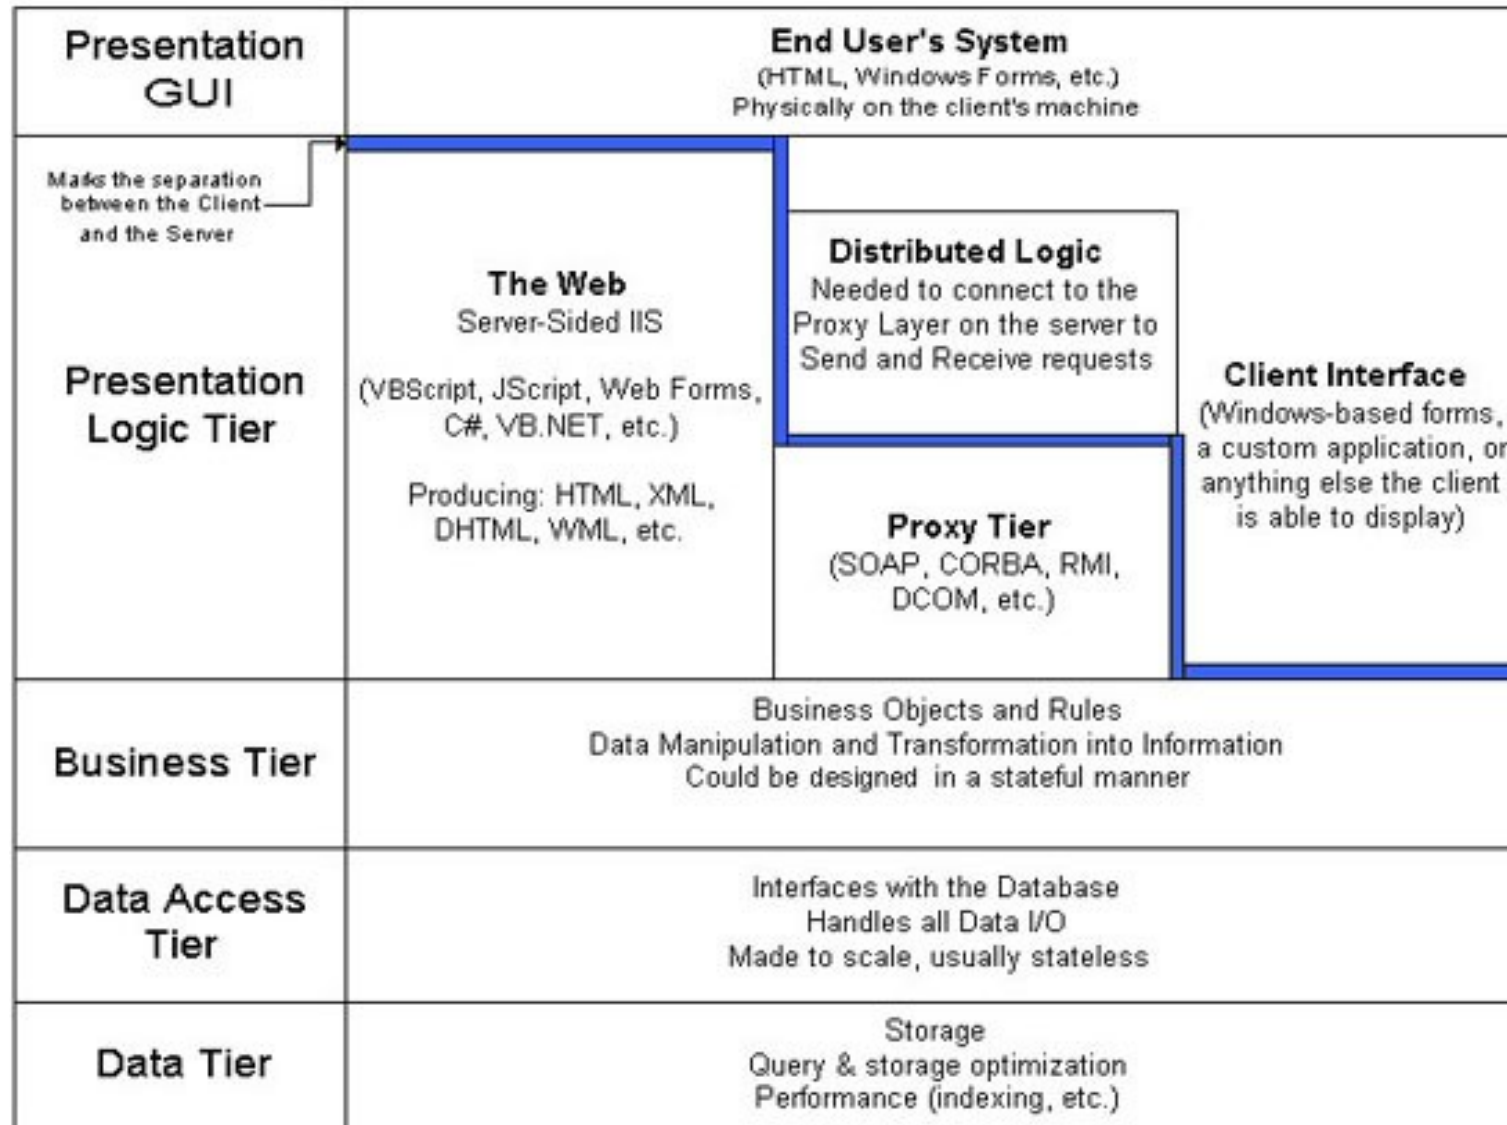 Presentation
GUI
End User's System
(HTML, Windows Forms, etc.)
Physically on the client's machine
Marks the separation
between the Client
and the Server
Presentation
Logic Tier
The Web
Server-Sided IIS
(VBScript, JScript, Web Forms,
C#, VB.NET, etc.)
Producing: HTML, XML,
DHTML, WML, etc.
Distributed Logic
Needed to connect to the
Proxy Layer on the server to
Send and Receive requests
Proxy Tier
(SOAP, CORBA, RMI,
DCOM, etc.)
Client Interface
(Windows-based forms,
a custom application, or
anything else the client
is able to display)
Business Tier
Business Objects and Rules
Data Manipulation and Transformation into Information
Could be designed in a stateful manner
Data Access
Tier
Interfaces with the Database
Handles all Data I/O
Made to scale, usually stateless
Data Tier
Storage
Query & storage optimization
Performance (indexing, etc.)